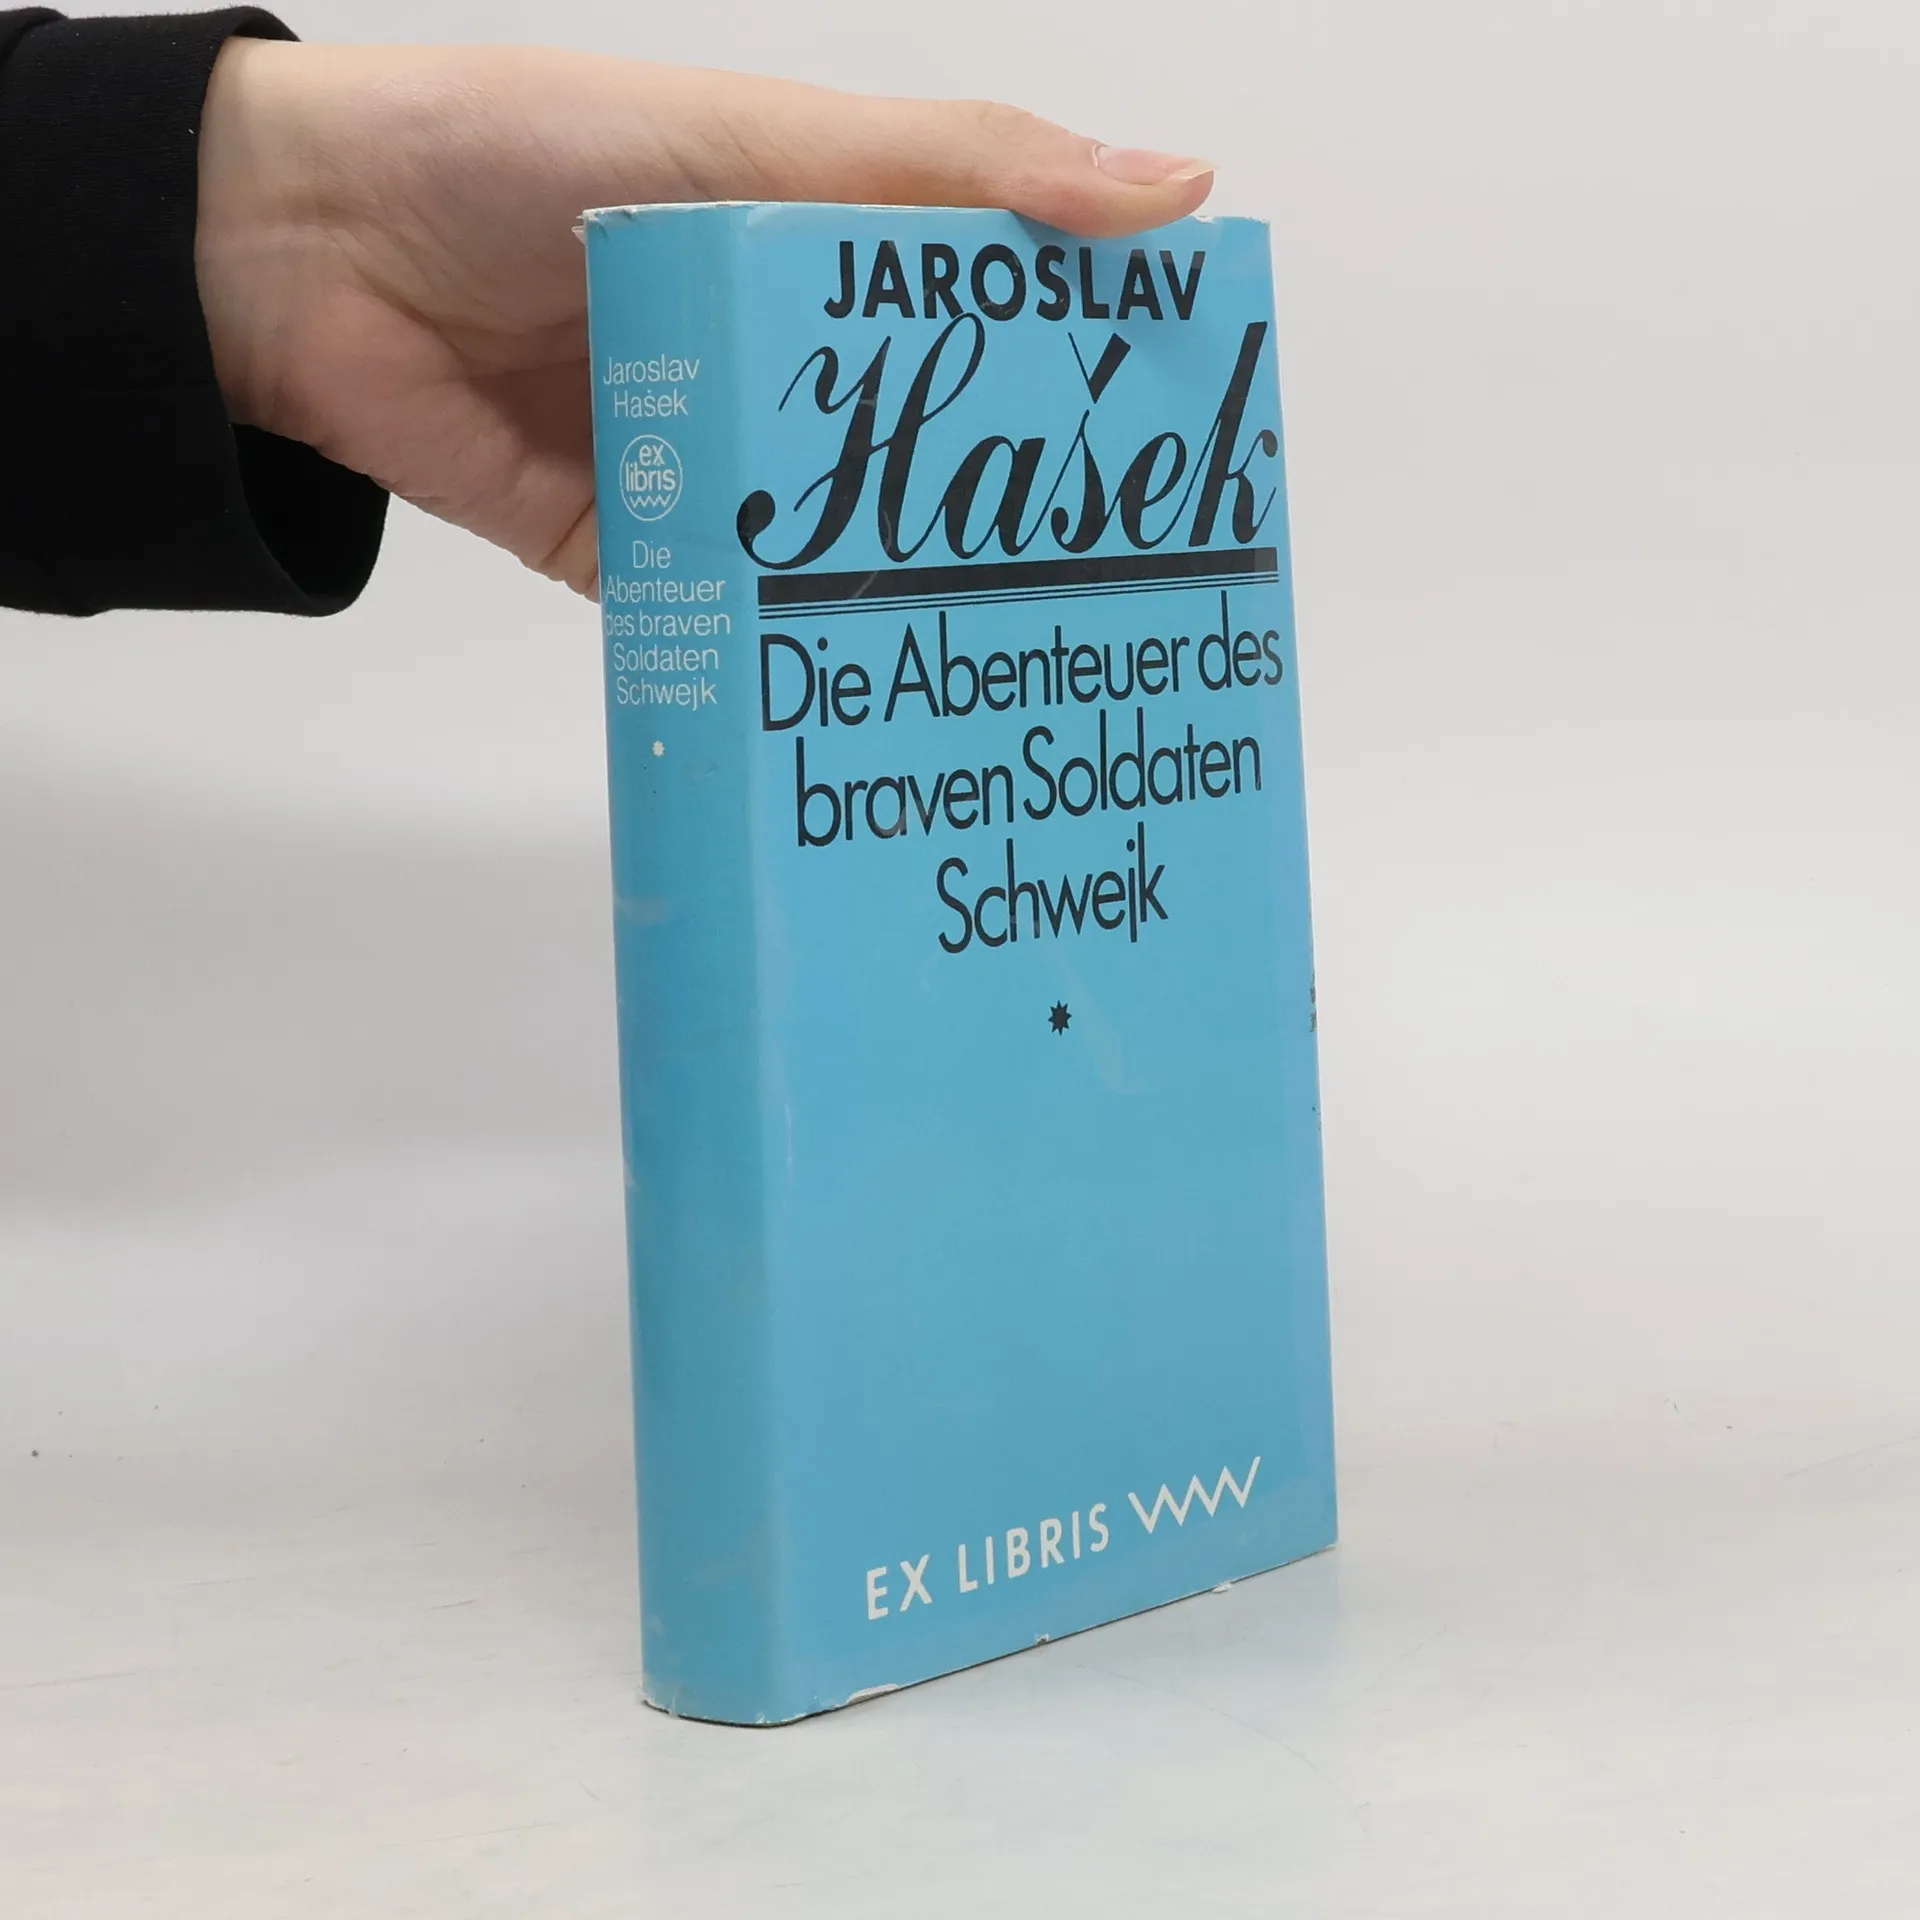 Jaroslav
Hašek
ex
libris
Die
Abenteuer
des braven
Soldaten
Schwejk
*
JAROSLAV
Hašek
Die Abenteuer des
braven Soldaten
Schwejk
*
EX LIBRIS